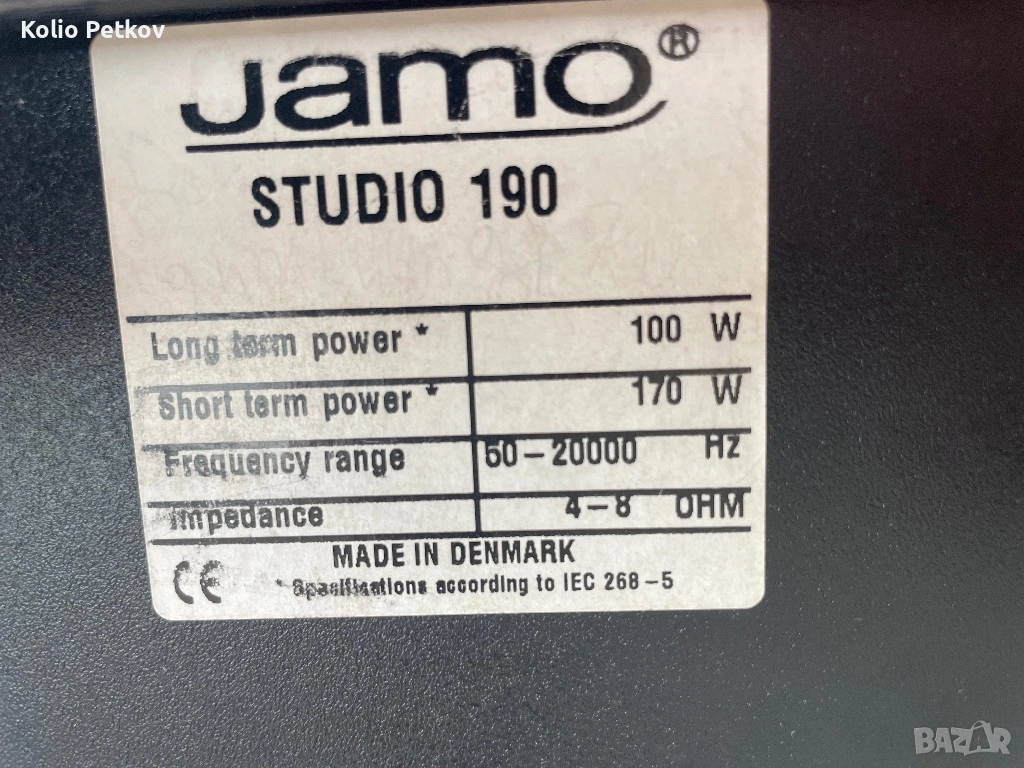 Kolio Petkov
Jamo®
STUDIO 190
Long term power * 100 W
Short term power * 170 W
Frequency range 50-20000 Hz
Impedance 4-8 OHM
MADE IN DENMARK
CE * Specifications according to IEC 268-5
BAZAR